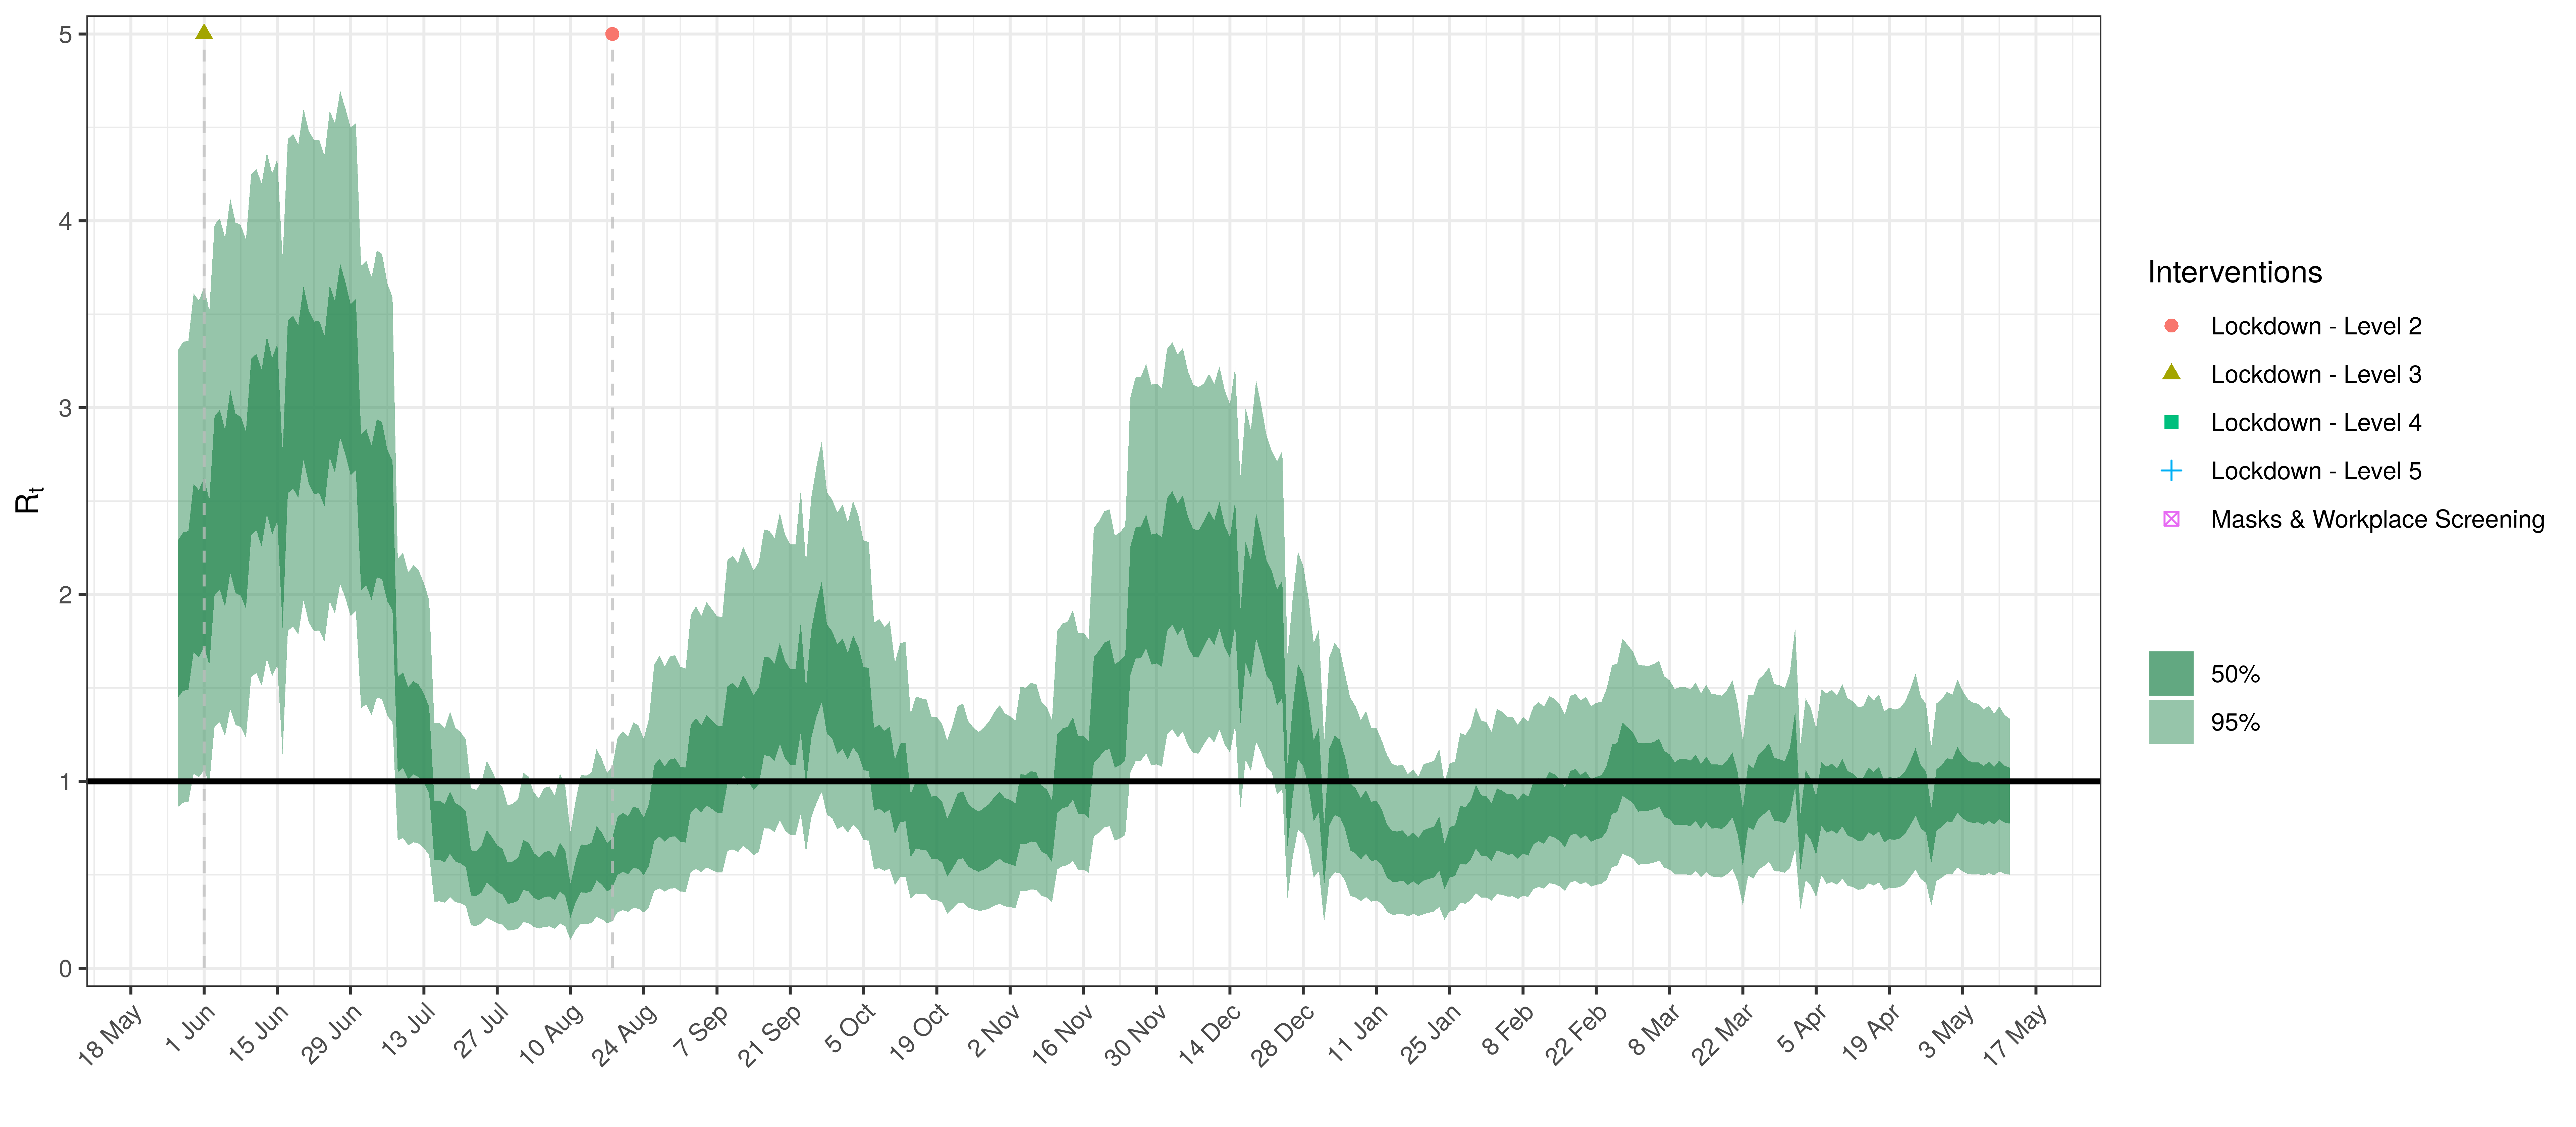 5
4
3
2
1
0
Rt
18 May
1 Jun
15 Jun
29 Jun
13 Jul
27 Jul
10 Aug
24 Aug
7 Sep
21 Sep
5 Oct
19 Oct
2 Nov
16 Nov
30 Nov
14 Dec
28 Dec
11 Jan
25 Jan
8 Feb
22 Feb
8 Mar
22 Mar
5 Apr
19 Apr
3 May
17 May
Interventions
Lockdown - Level 2
Lockdown - Level 3
Lockdown - Level 4
Lockdown - Level 5
Masks & Workplace Screening
50%
95%